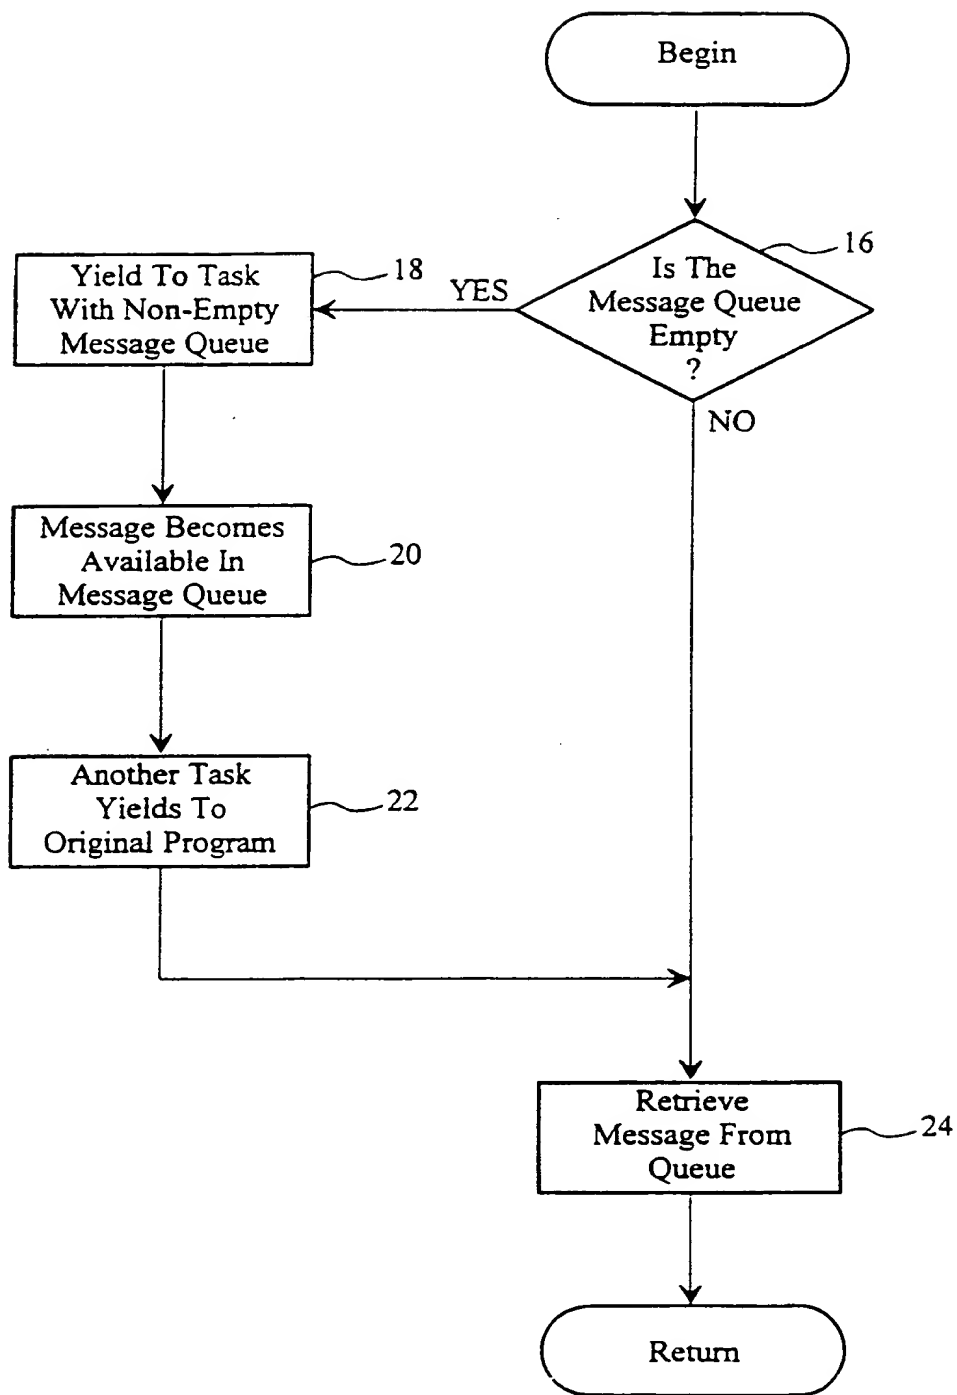 Begin
16
Is The
Message Queue
Empty
?
YES
NO
18
Yield To Task
With Non-Empty
Message Queue
20
Message Becomes
Available In
Message Queue
22
Another Task
Yields To
Original Program
24
Retrieve
Message From
Queue
Return